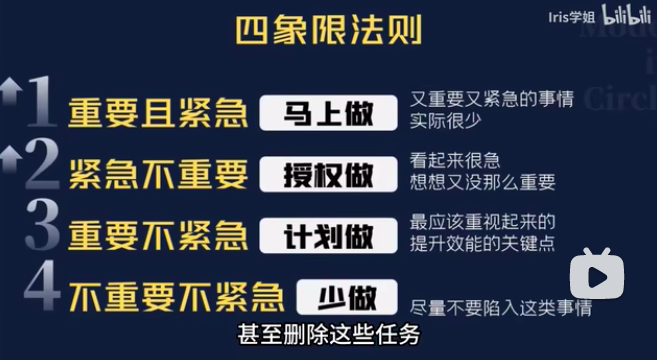 四象限法则
Iris学姐 bilibili
1 重要且紧急 马上做
又重要又紧急的事情
实际很少
2 紧急不重要 授权做
看起来很急
想想又没那么重要
3 重要不紧急 计划做
最应该重视起来的
提升效能的关键点
4 不重要不紧急 少做
尽量不要陷入这类事情
甚至删除这些任务